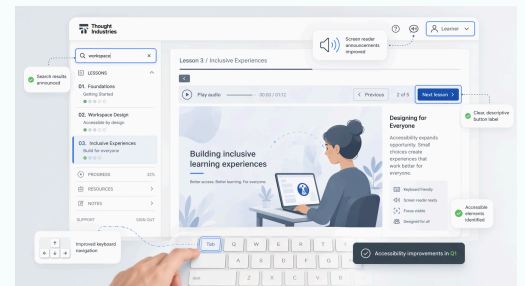 Thought
Industries
Screen reader
announcements
improved
Learner
workspace
Search results
announced
LESSONS
01. Foundations
Getting Started
02. Workspace Design
Accessible by design
03. Inclusive Experiences
Build for everyone
PROGRESS
RESOURCES
NOTES
SUPPORT
SIGN OUT
Lesson 3 / Inclusive Experiences
Play audio
00:00 / 01:12
Previous
2 of 5
Next lesson
Clear, descriptive
button label
Building inclusive
learning experiences
Better access. Better learning. For everyone.
Designing for
Everyone
Accessibility expands
opportunity. Small
choices create
experiences that
work better for
everyone.
Keyboard friendly
Screen reader ready
Focus visible
Designed for all
Accessible
elements
identified
Improved keyboard
navigation
Tab
Q W E R T
A S D F G
Z X C V
Accessibility improvements in Q1